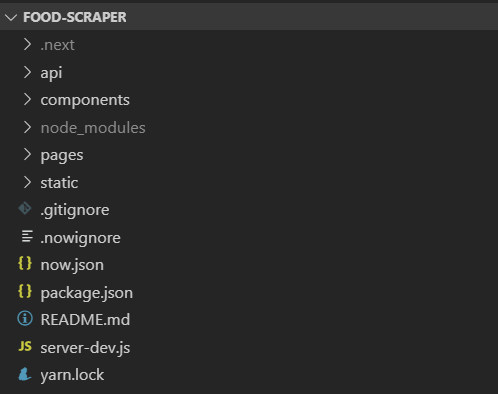 FOOD-SCRAPER
.next
api
components
node_modules
pages
static
.gitignore
.nowignore
{} now.json
{} package.json
README.md
JS server-dev.js
yarn.lock